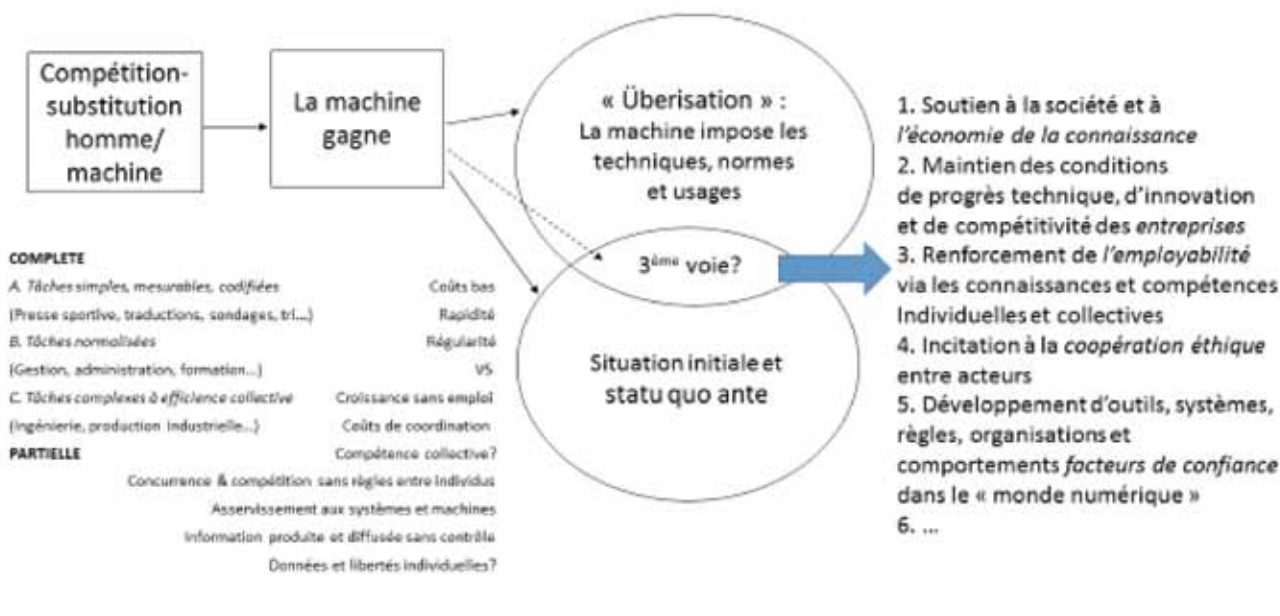 Compétition-
substitution
homme/
machine
La machine
gagne
« Überisation » :
La machine impose les
techniques, normes
et usages
3ème voie?
Situation initiale et
statu quo ante
COMPLETE
A. Tâches simples, mesurables, codifiées
(Presse sportive, traductions, sondages, tri...)
B. Tâches normalisées
(Gestion, administration, formation...)
C. Tâches complexes à efficience collective
(Ingénierie, production industrielle...)
PARTIELLE
Coûts bas
Rapidité
Régularité
VS
Croissance sans emploi
Coûts de coordination
Compétence collective?
Concurrence & compétition sans règles entre individus
Asservissement aux systèmes et machines
Information produite et diffusée sans contrôle
Données et libertés individuelles?
1. Soutien à la société et à
l'économie de la connaissance
2. Maintien des conditions
de progrès technique, d'innovation
et de compétitivité des entreprises
3. Renforcement de l'employabilité
via les connaissances et compétences
Individuelles et collectives
4. Incitation à la coopération éthique
entre acteurs
5. Développement d'outils, systèmes,
règles, organisations et
comportements facteurs de confiance
dans le « monde numérique »
6. ...